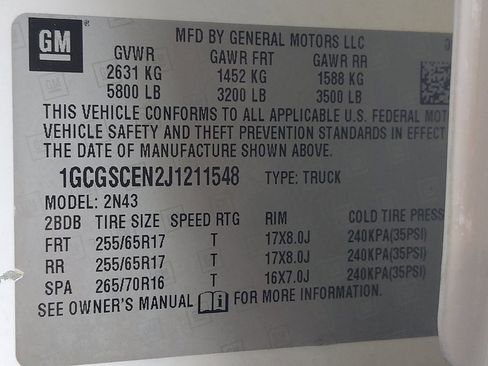 GM
MFD BY GENERAL MOTORS LLC 0
GVWR GAWR FRT GAWR RR
2631 KG 1452 KG 1588 KG
5800 LB 3200 LB 3500 LB
THIS VEHICLE CONFORMS TO ALL APPLICABLE U.S. FEDERAL MOT
VEHICLE SAFETY AND THEFT PREVENTION STANDARDS IN EFFECT
THE DATE OF MANUFACTURE SHOWN ABOVE.
1GCGSCEN2J1211548 TYPE: TRUCK
MODEL: 2N43
2BDB TIRE SIZE SPEED RTG RIM COLD TIRE PRESS
FRT 255/65R17 T 17X8.0J 240KPA(35PSI)
RR 255/65R17 T 17X8.0J 240KPA(35PSI)
SPA 265/70R16 T 16X7.0J 240KPA(35PSI)
SEE OWNER'S MANUAL FOR MORE INFORMATION.